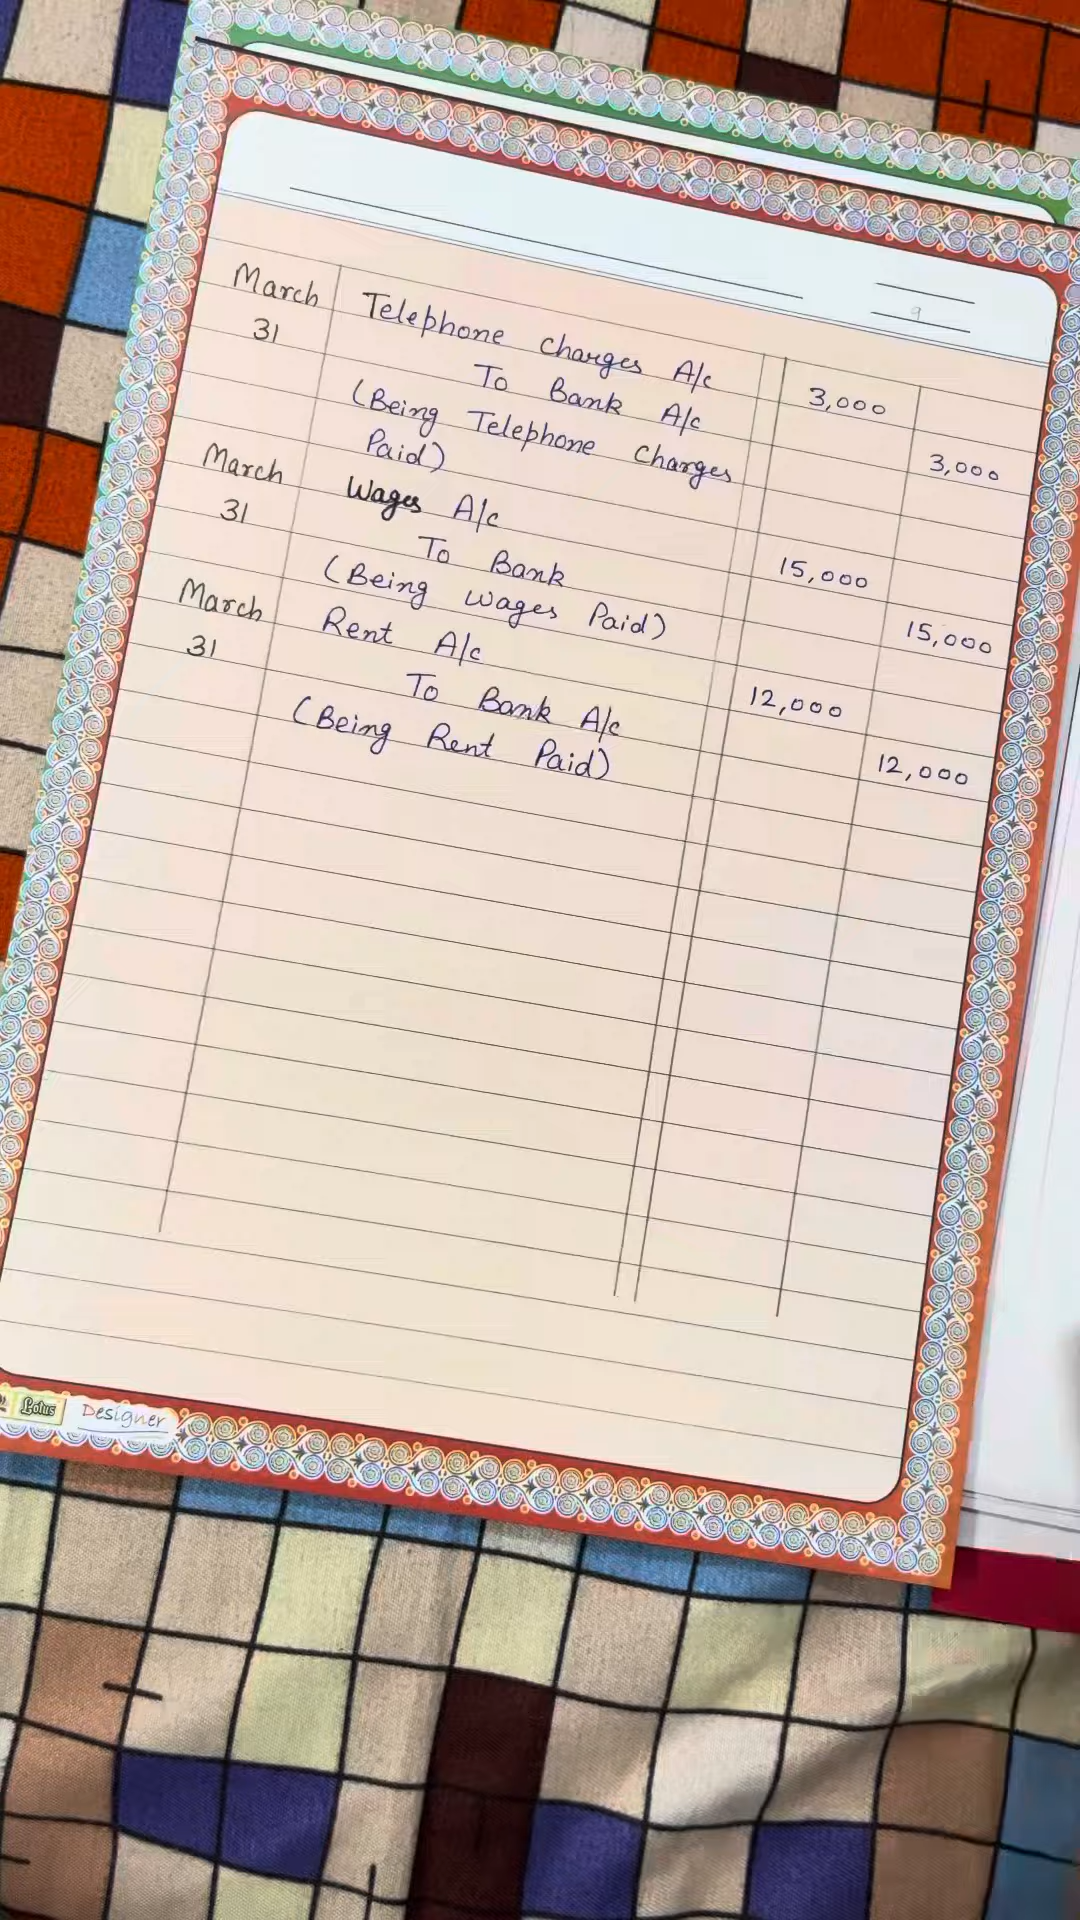 9
March Telephone charges A/c 3,000
31 To Bank A/c 3,000
(Being Telephone Charges
Paid)
March Wages A/c 15,000
31 To Bank 15,000
(Being wages Paid)
March Rent A/c 12,000
31 To Bank A/c 12,000
(Being Rent Paid)
Lotus Designer